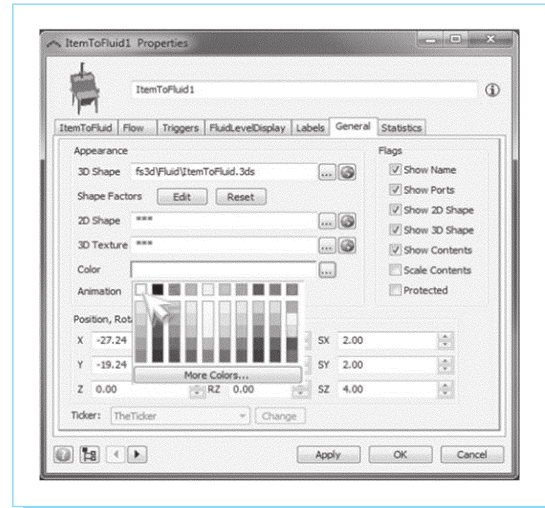 ItemToFluid1 Properties
ItemToFluid1
ItemToFluid Flow Triggers FluidLevelDisplay Labels General Statistics
Appearance
3D Shape fs3d\Fluid\ItemToFluid.3ds ...
Shape Factors Edit Reset
2D Shape *** ...
3D Texture *** ...
Color ...
Animation
More Colors...
Flags
Show Name
Show Ports
Show 2D Shape
Show 3D Shape
Show Contents
Scale Contents
Protected
Position,
X -27.24 SX 2.00
Y -19.24 SY 2.00
Z 0.00 RZ 0.00 SZ 4.00
Ticker: TheTicker Change
Apply OK Cancel